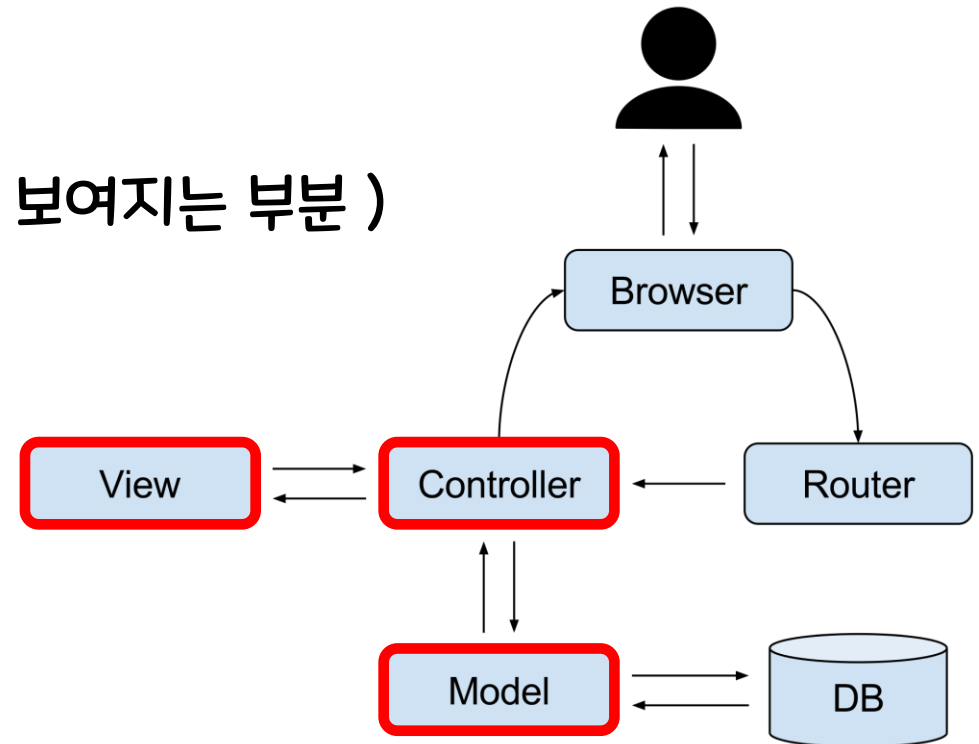 보여지는 부분 )
Browser
View
Controller
Router
Model
DB